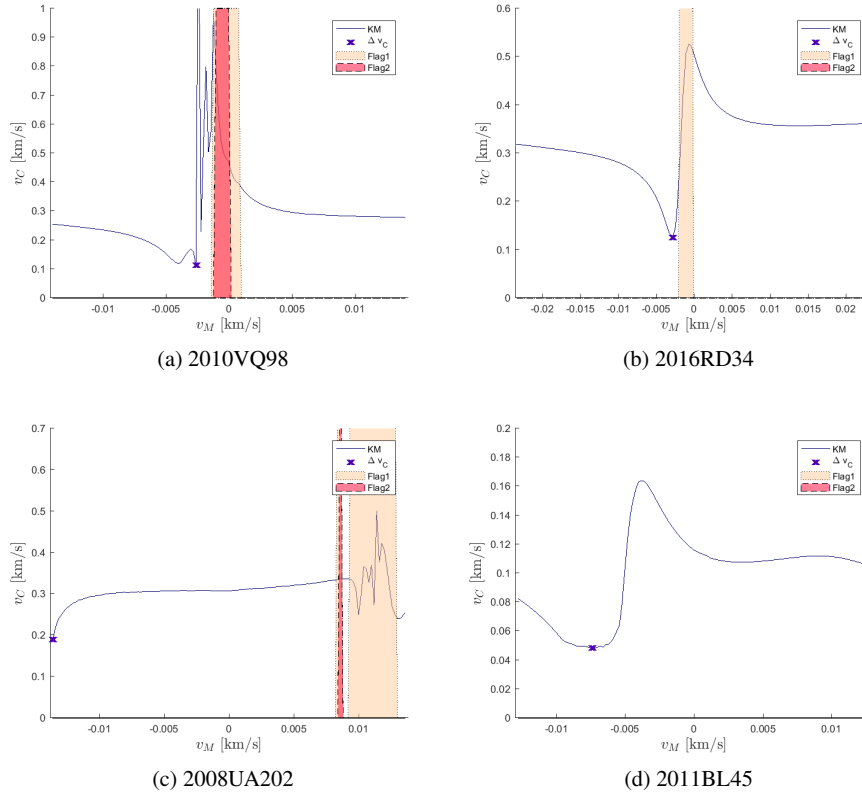 1
0.9
0.8
0.7
0.6
0.5
0.4
0.3
0.2
0.1
0
v_C [km/s]
-0.01 -0.005 0 0.005 0.01
v_M [km/s]
KM
Δ v_C
Flag1
Flag2
(a) 2010VQ98
0.6
0.5
0.4
0.3
0.2
0.1
0
v_C [km/s]
-0.02 -0.015 -0.01 -0.005 0 0.005 0.01 0.015 0.02
v_M [km/s]
KM
Δ v_C
Flag1
Flag2
(b) 2016RD34
0.7
0.6
0.5
0.4
0.3
0.2
0.1
0
v_C [km/s]
-0.01 -0.005 0 0.005 0.01
v_M [km/s]
KM
Δ v_C
Flag1
Flag2
(c) 2008UA202
0.2
0.18
0.16
0.14
0.12
0.1
0.08
0.06
0.04
0.02
0
v_C [km/s]
-0.01 -0.005 0 0.005 0.01
v_M [km/s]
KM
Δ v_C
Flag1
Flag2
(d) 2011BL45